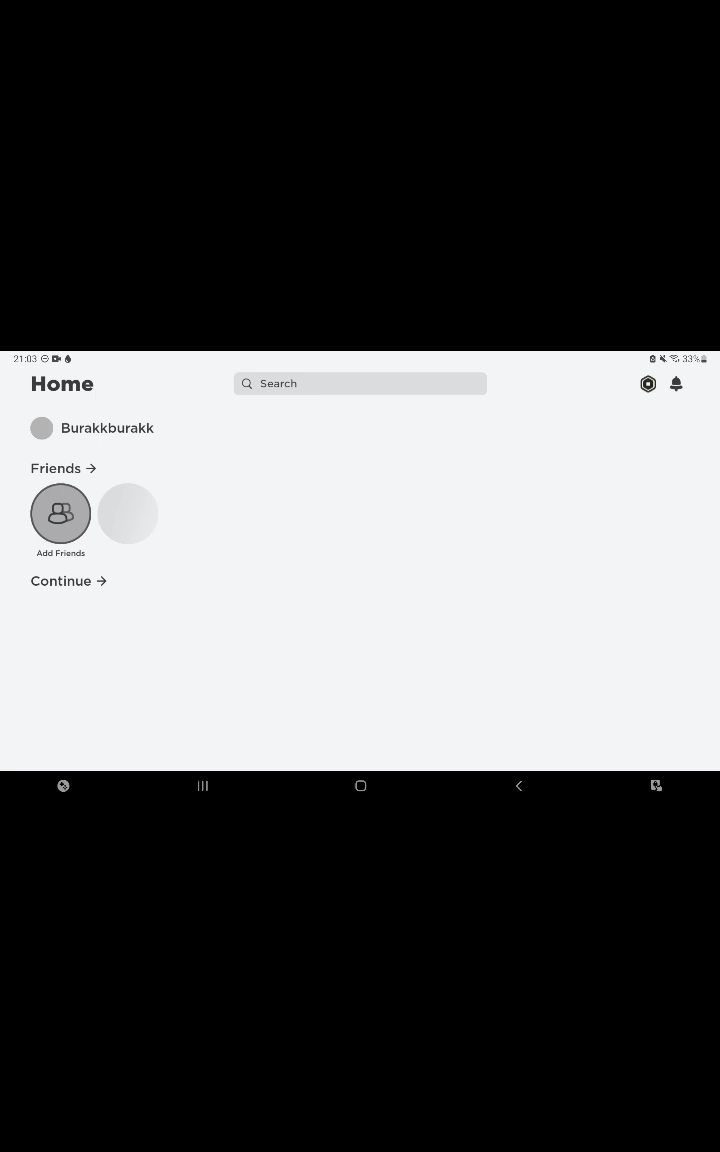 21:03 33%
Home
Search
Burakkburakk
Friends →
Add Friends
Continue →